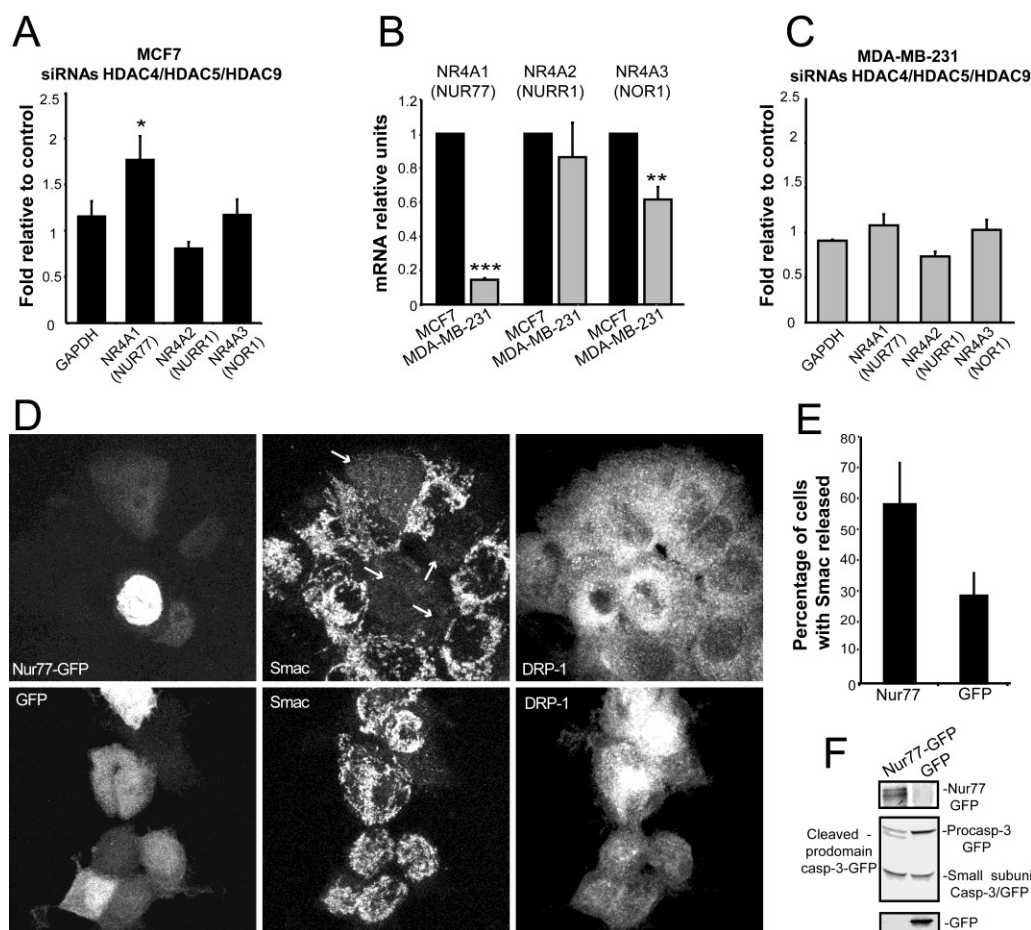 A
MCF7
siRNAs HDAC4/HDAC5/HDAC9
Fold relative to control
2.5
2
1.5
1
0.5
0
GAPDH
NR4A1
(NUR77)
NR4A2
(NURR1)
NR4A3
(NOR1)
*
B
NR4A1
(NUR77)
NR4A2
(NURR1)
NR4A3
(NOR1)
mRNA relative units
1.2
1
0.8
0.6
0.4
0.2
0
***
**
MCF7
MDA-MB-231
MCF7
MDA-MB-231
MCF7
MDA-MB-231
C
MDA-MB-231
siRNAs HDAC4/HDAC5/HDAC9
Fold relative to control
2.5
2
1.5
1
0.5
0
GAPDH
NR4A1
(NUR77)
NR4A2
(NURR1)
NR4A3
(NOR1)
D
Nur77-GFP
Smac
DRP-1
GFP
Smac
DRP-1
E
Percentage of cells
with Smac released
80
70
60
50
40
30
20
10
0
Nur77
GFP
F
Nur77-GFP
GFP
-Nur77
GFP
Cleaved -
prodomain
casp-3-GFP
-Procasp-3
GFP
-Small subuni
Casp-3/GFP
-GFP